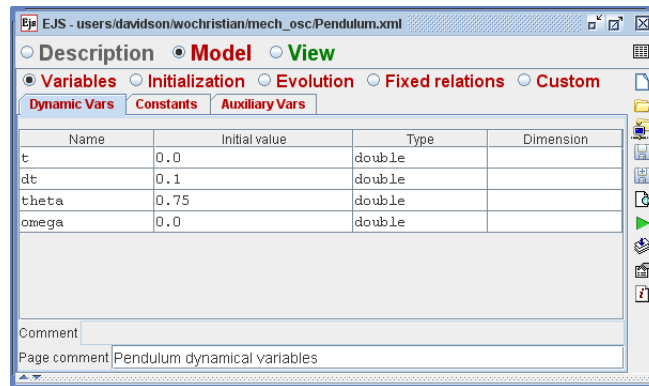 EJS - users/davidson/wochristian/mech_osc/Pendulum.xml
Description Model View
Variables Initialization Evolution Fixed relations Custom
Dynamic Vars Constants Auxiliary Vars
Name Initial value Type Dimension
t 0.0 double
dt 0.1 double
theta 0.75 double
omega 0.0 double
Comment
Page comment Pendulum dynamical variables